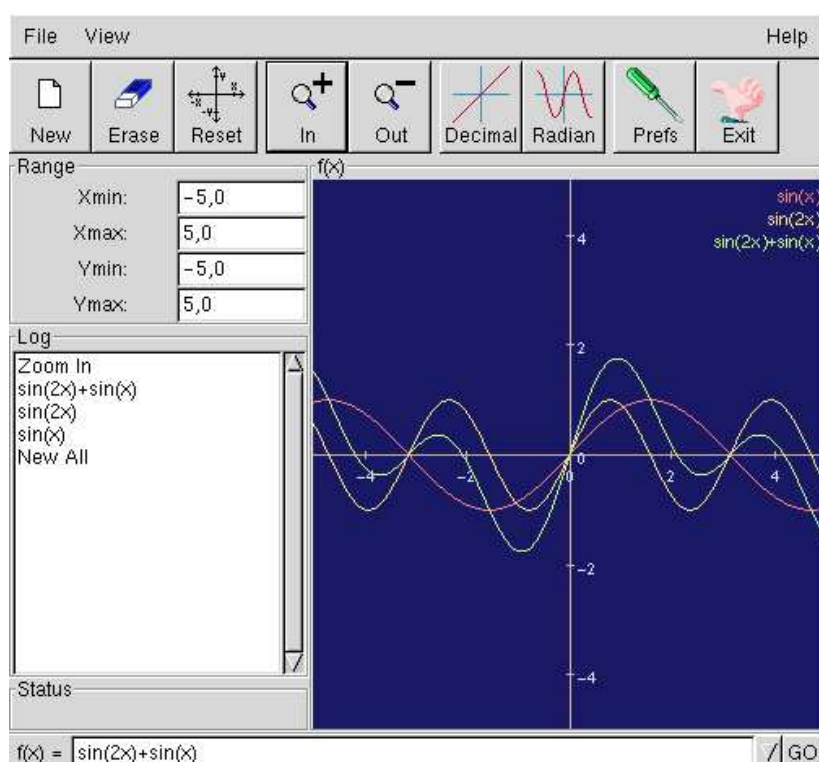 File View Help
New Erase Reset In Out Decimal Radian Prefs Exit
Range
Xmin: -5,0
Xmax: 5,0
Ymin: -5,0
Ymax: 5,0
Log
Zoom In
sin(2x)+sin(x)
sin(2x)
sin(x)
New All
Status
f(x)
sin(x)
sin(2x)
sin(2x)+sin(x)
4
2
0
-4 -2 0 2 4
-2
-4
f(x) = sin(2x)+sin(x) GO